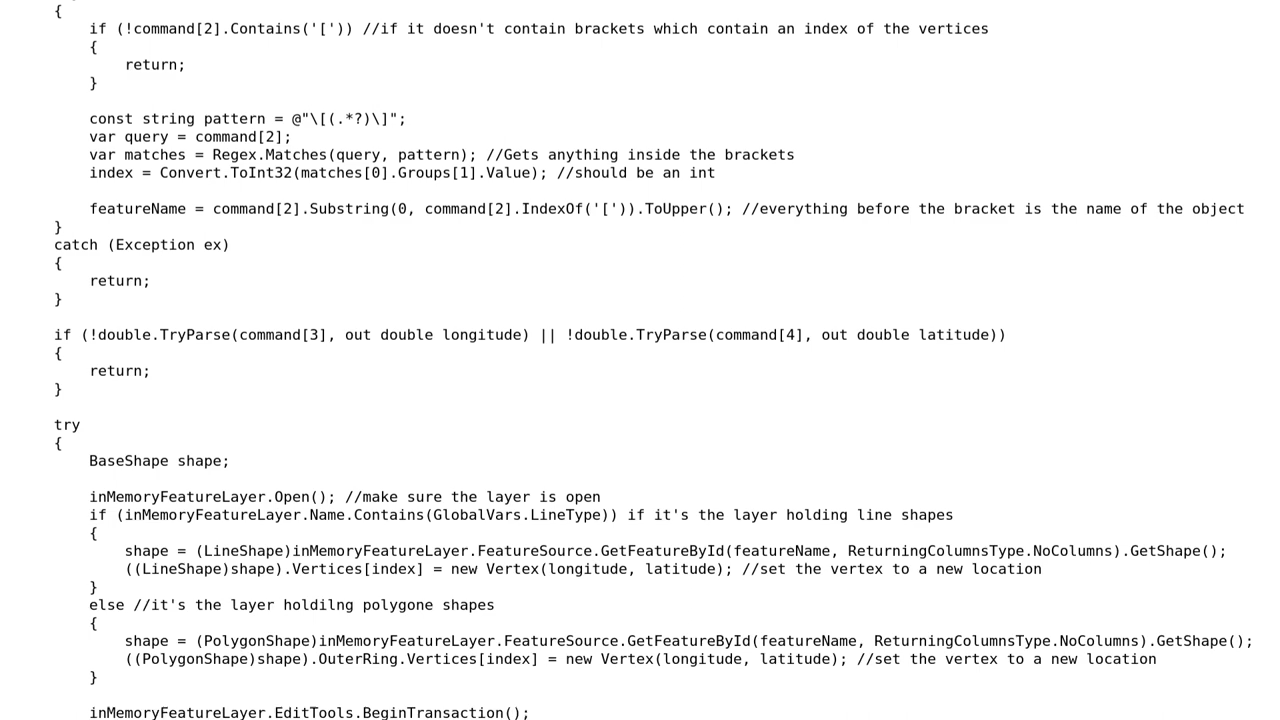 {
if (!command[2].Contains('[')) //if it doesn't contain brackets which contain an index of the vertices
{
return;
}
const string pattern = @"\[(.*?)\]";
var query = command[2];
var matches = Regex.Matches(query, pattern); //Gets anything inside the brackets
index = Convert.ToInt32(matches[0].Groups[1].Value); //should be an int
featureName = command[2].Substring(0, command[2].IndexOf('[')).ToUpper(); //everything before the bracket is the name of the object
}
catch (Exception ex)
{
return;
}
if (!double.TryParse(command[3], out double longitude) || !double.TryParse(command[4], out double latitude))
{
return;
}
try
{
BaseShape shape;
inMemoryFeatureLayer.Open(); //make sure the layer is open
if (inMemoryFeatureLayer.Name.Contains(GlobalVars.LineType)) if it's the layer holding line shapes
{
shape = (LineShape)inMemoryFeatureLayer.FeatureSource.GetFeatureById(featureName, ReturningColumnsType.NoColumns).GetShape();
((LineShape)shape).Vertices[index] = new Vertex(longitude, latitude); //set the vertex to a new location
}
else //it's the layer holdilng polygone shapes
{
shape = (PolygonShape)inMemoryFeatureLayer.FeatureSource.GetFeatureById(featureName, ReturningColumnsType.NoColumns).GetShape();
((PolygonShape)shape).OuterRing.Vertices[index] = new Vertex(longitude, latitude); //set the vertex to a new location
}
inMemoryFeatureLayer.EditTools.BeginTransaction();